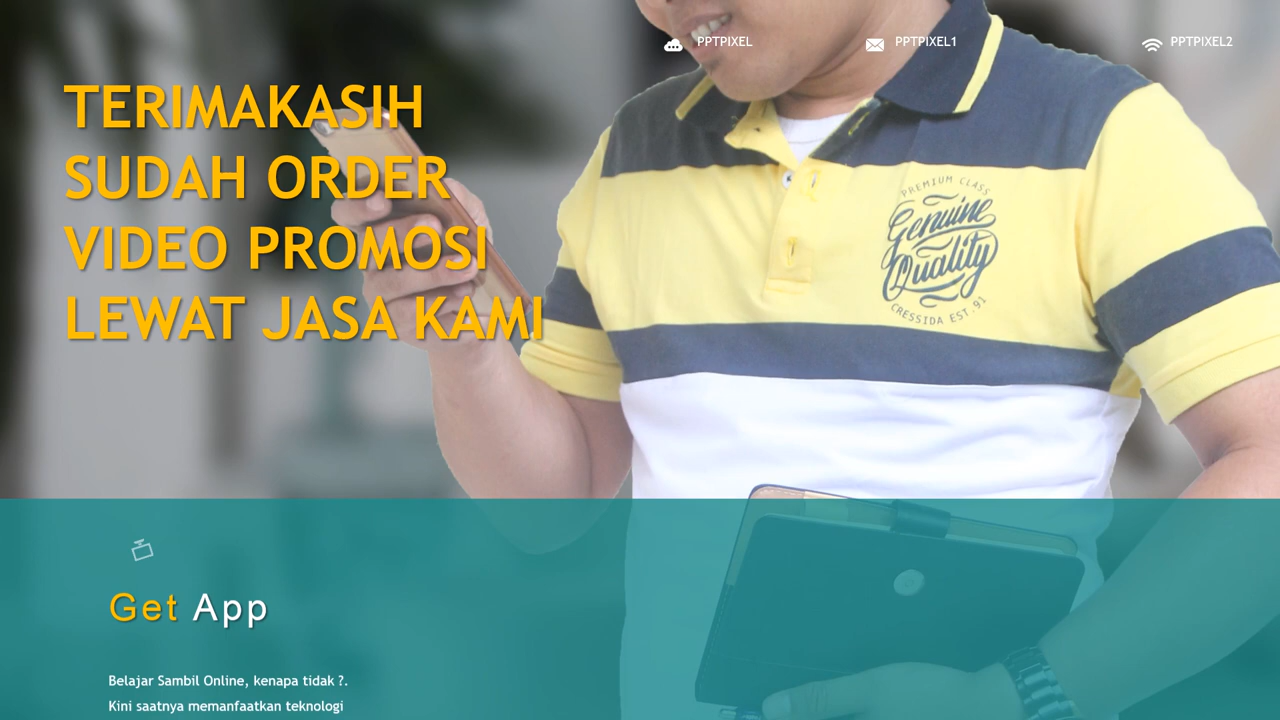 PPTPIXEL
PPTPIXEL1
PPTPIXEL2
TERIMAKASIH
SUDAH ORDER
VIDEO PROMOSI
LEWAT JASA KAMI
PREMIUM CLASS
Genuine
Quality
CRESSIDA EST.91
Get App
Belajar Sambil Online, kenapa tidak ?.
Kini saatnya memanfaatkan teknologi